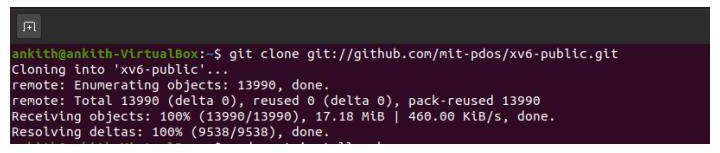 ankith@ankith-VirtualBox:~$ git clone git://github.com/mit-pdos/xv6-public.git
Cloning into 'xv6-public'...
remote: Enumerating objects: 13990, done.
remote: Total 13990 (delta 0), reused 0 (delta 0), pack-reused 13990
Receiving objects: 100% (13990/13990), 17.18 MiB | 460.00 KiB/s, done.
Resolving deltas: 100% (9538/9538), done.